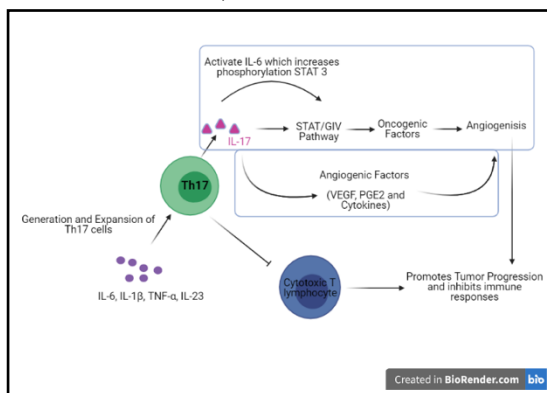 Activate IL-6 which increases
phosphorylation STAT 3
IL-17
STAT/GIV
Pathway
Oncogenic
Factors
Angiogenisis
Th17
Angiogenic Factors
(VEGF, PGE2 and
Cytokines)
Generation and Expansion of
Th17 cells
IL-6, IL-1β, TNF-α, IL-23
Cytotoxic T
lymphocyte
Promotes Tumor Progression
and inhibits immune
responses
Created in BioRender.com bio